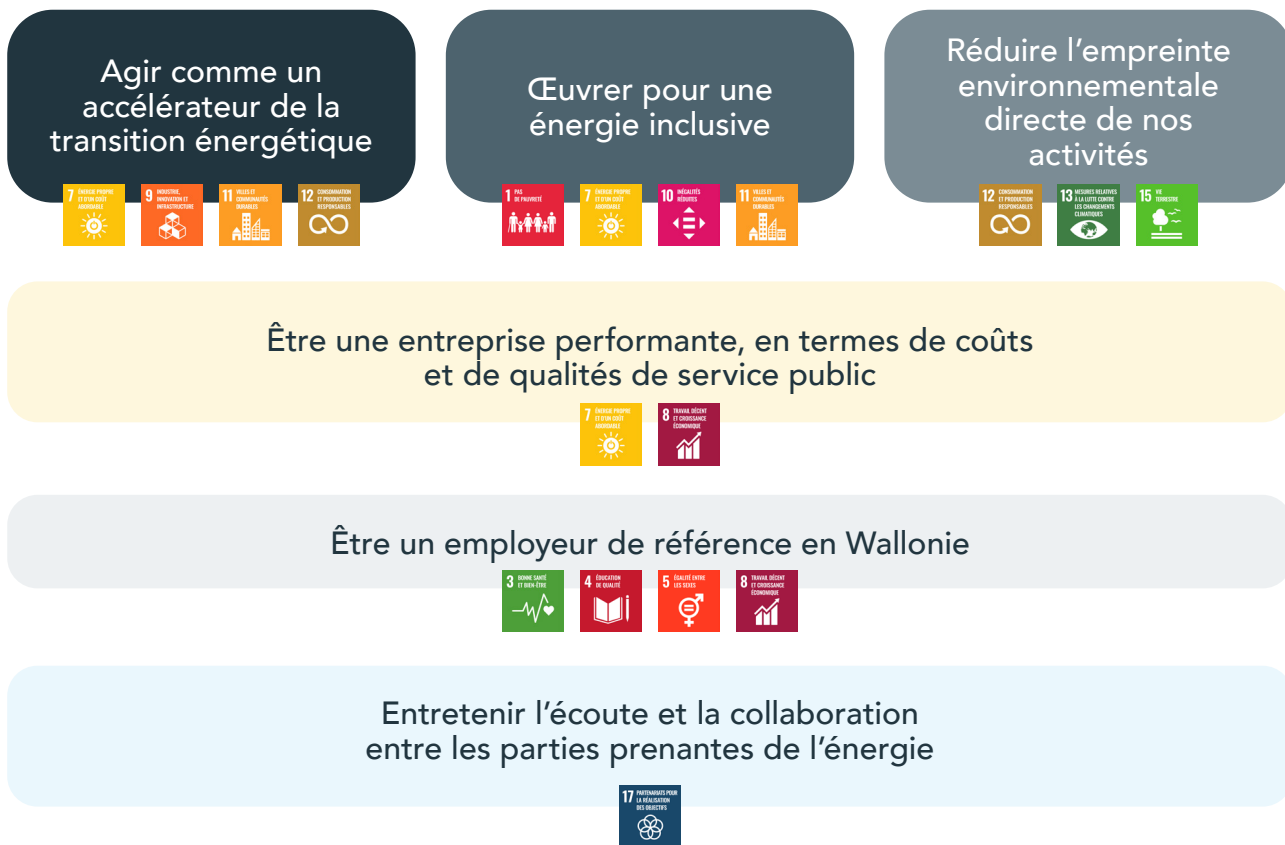 Agir comme un
accélérateur de la
transition énergétique
7 ÉNERGIE PROPRE
ET D'UN COÛT
ABORDABLE
9 INDUSTRIE,
INNOVATION ET
INFRASTRUCTURE
11 VILLES ET
COMMUNAUTÉS
DURABLES
12 CONSOMMATION
ET PRODUCTION
RESPONSABLES
Œuvrer pour une
énergie inclusive
1 PAS
DE PAUVRETÉ
7 ÉNERGIE PROPRE
ET D'UN COÛT
ABORDABLE
10 INÉGALITÉS
RÉDUITES
11 VILLES ET
COMMUNAUTÉS
DURABLES
Réduire l'empreinte
environnementale
directe de nos
activités
12 CONSOMMATION
ET PRODUCTION
RESPONSABLES
13 MESURES RELATIVES
À LA LUTTE CONTRE
LES CHANGEMENTS
CLIMATIQUES
15 VIE
TERRESTRE
Être une entreprise performante, en termes de coûts
et de qualités de service public
7 ÉNERGIE PROPRE
ET D'UN COÛT
ABORDABLE
8 TRAVAIL DÉCENT
ET CROISSANCE
ÉCONOMIQUE
Être un employeur de référence en Wallonie
3 BONNE SANTÉ
ET BIEN-ÊTRE
4 ÉDUCATION
DE QUALITÉ
5 ÉGALITÉ ENTRE
LES SEXES
8 TRAVAIL DÉCENT
ET CROISSANCE
ÉCONOMIQUE
Entretenir l'écoute et la collaboration
entre les parties prenantes de l'énergie
17 PARTENARIATS POUR
LA RÉALISATION
DES OBJECTIFS